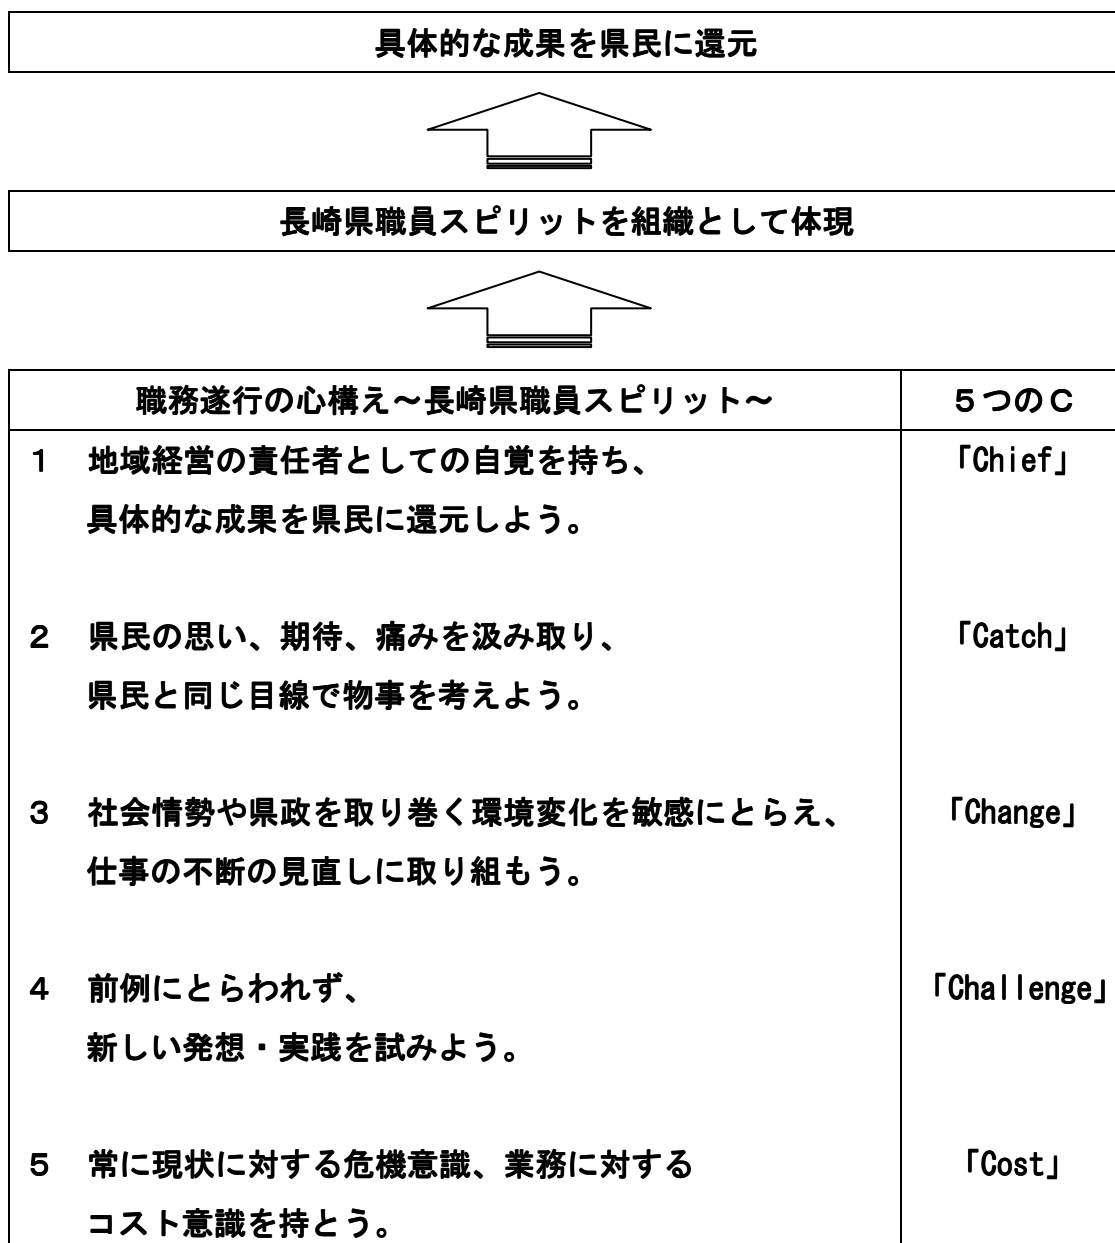 具体的な成果を県民に還元
長崎県職員スピリットを組織として体現
職務遂行の心構え~長崎県職員スピリット~ 5つのC
1 地域経営の責任者としての自覚を持ち、 「Chief」
具体的な成果を県民に還元しよう。
2 県民の思い、期待、痛みを汲み取り、 「Catch」
県民と同じ目線で物事を考えよう。
3 社会情勢や県政を取り巻く環境変化を敏感にとらえ、 「Change」
仕事の不断の見直しに取り組もう。
4 前例にとらわれず、 「Challenge」
新しい発想・実践を試みよう。
5 常に現状に対する危機意識、業務に対する 「Cost」
コスト意識を持とう。